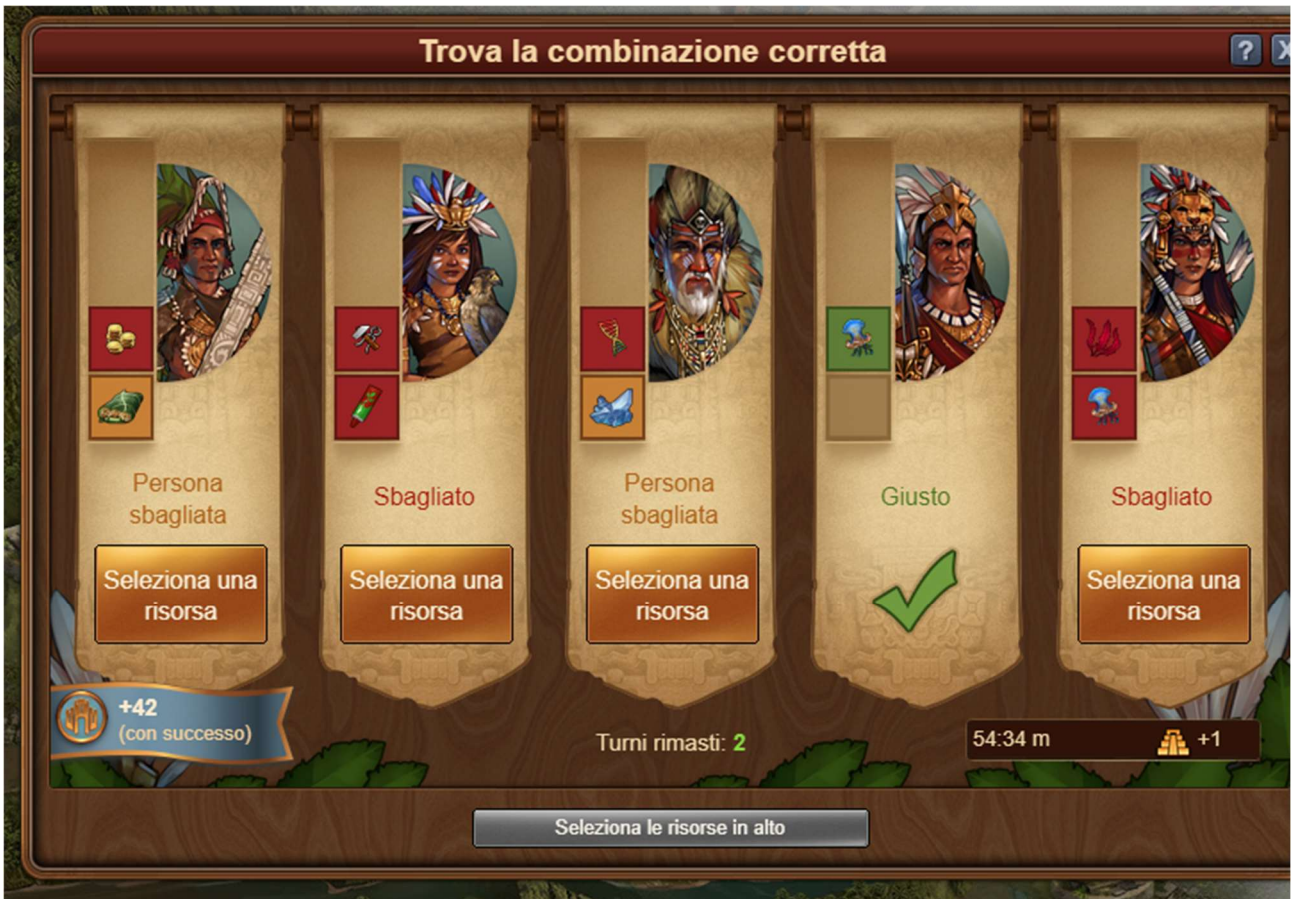 Trova la combinazione corretta
?
X
Persona
sbagliata
Sbagliato
Persona
sbagliata
Giusto
Sbagliato
Seleziona una
risorsa
Seleziona una
risorsa
Seleziona una
risorsa
Seleziona una
risorsa
+42
(con successo)
Turni rimasti: 2
54:34 m
+1
Seleziona le risorse in alto